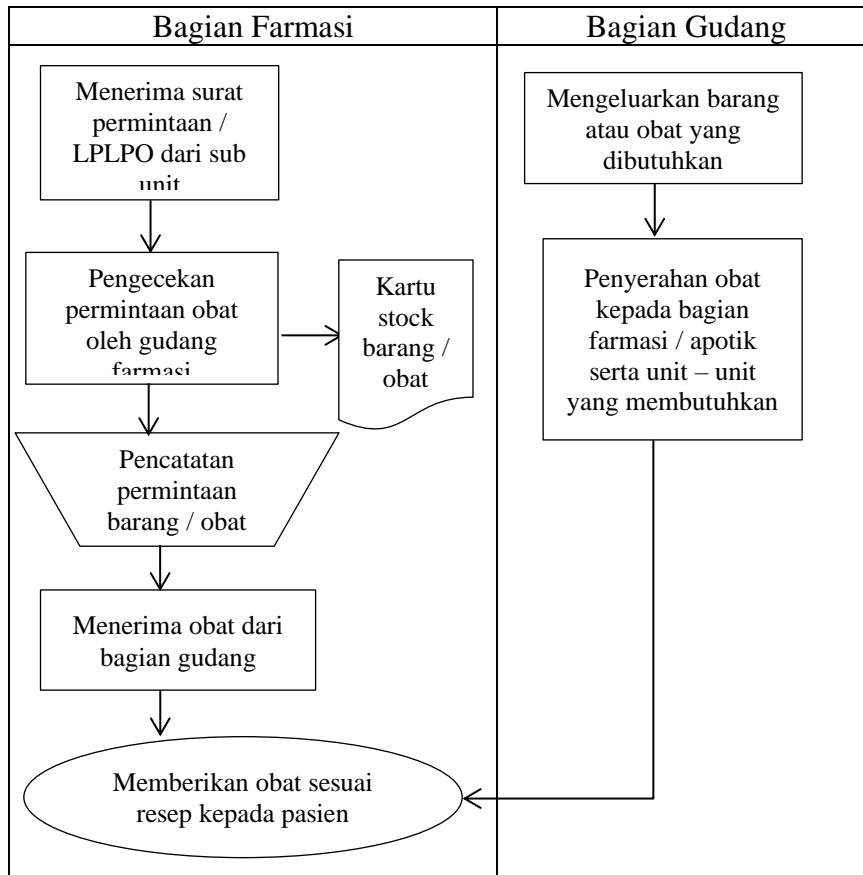 Bagian Farmasi
Bagian Gudang
Menerima surat
permintaan /
LPLPO dari sub
unit
Pengecekan
permintaan obat
oleh gudang
farmasi
Kartu
stock
barang /
obat
Pencatatan
permintaan
barang / obat
Menerima obat dari
bagian gudang
Memberikan obat sesuai
resep kepada pasien
Mengeluarkan barang
atau obat yang
dibutuhkan
Penyerahan obat
kepada bagian
farmasi / apotik
serta unit – unit
yang membutuhkan